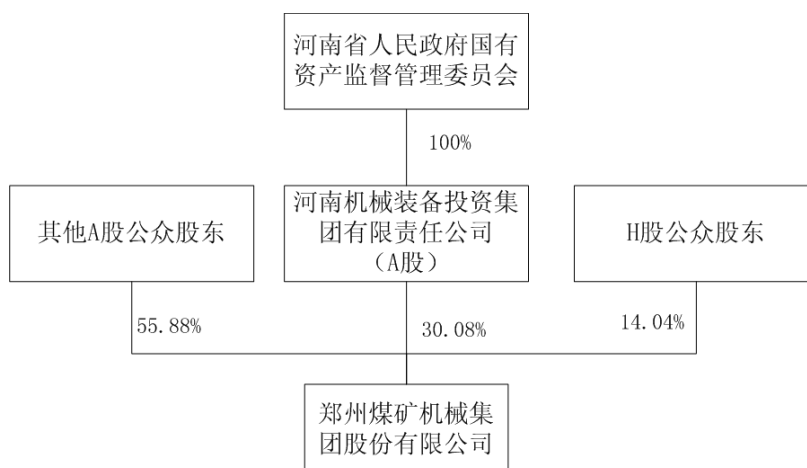 河南省人民政府国有
资产监督管理委员会
100%
其他A股公众股东
河南机械装备投资集
团有限责任公司
（A股）
H股公众股东
55.88%
30.08%
14.04%
郑州煤矿机械集
团股份有限公司